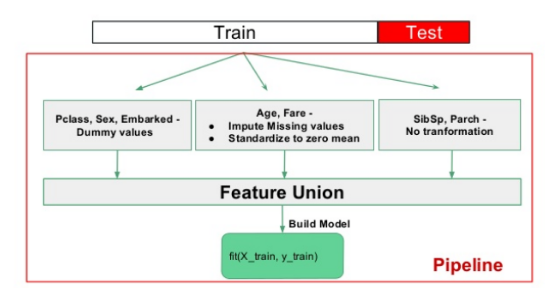 Train
Test
Pclass, Sex, Embarked -
Dummy values
Age, Fare -
● Impute Missing values
● Standardize to zero mean
SibSp, Parch -
No tranformation
Feature Union
Build Model
fit(X_train, y_train)
Pipeline